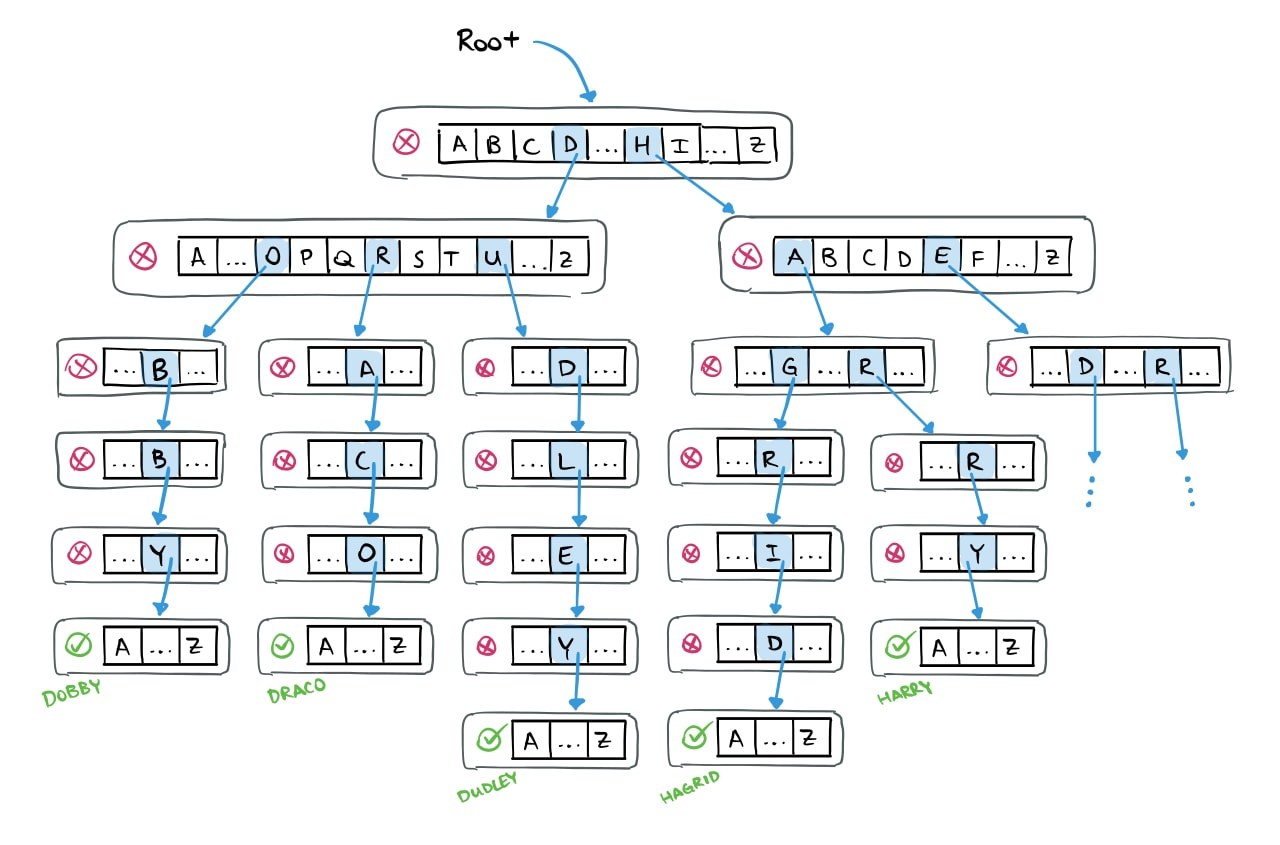 Root
A B C D ... H I ... Z
A ... O P Q R S T U ... Z
A B C D E F ... Z
... B ...
... A ...
... D ...
... G ... R ...
... D ... R ...
... B ...
... C ...
... L ...
... R ...
... R ...
... Y ...
... O ...
... E ...
... I ...
... Y ...
A ... Z
DOBBY
A ... Z
DRACO
... Y ...
... D ...
A ... Z
HARRY
A ... Z
DUDLEY
A ... Z
HAGRID